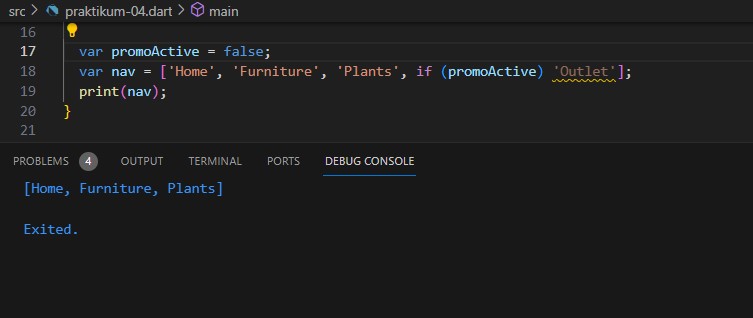 src > praktikum-04.dart > main
16
17 var promoActive = false;
18 var nav = ['Home', 'Furniture', 'Plants', if (promoActive) 'Outlet'];
19 print(nav);
20 }
21
PROBLEMS 4 OUTPUT TERMINAL PORTS DEBUG CONSOLE
[Home, Furniture, Plants]
Exited.